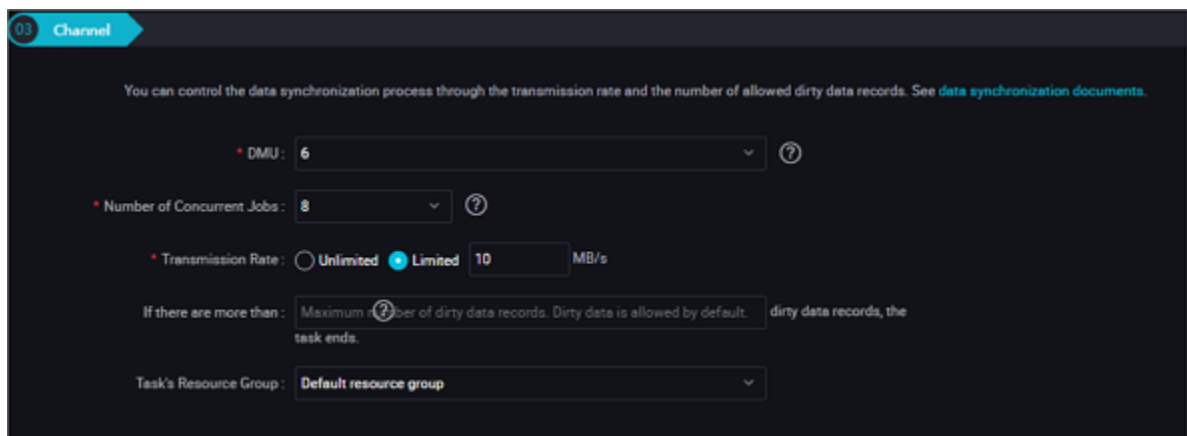 03 Channel
You can control the data synchronization process through the transmission rate and the number of allowed dirty data records. See data synchronization documents.
* DMU : 6 ?
* Number of Concurrent Jobs : 8 ?
* Transmission Rate : Unlimited Limited 10 MB/s
If there are more than : Maximum number of dirty data records. Dirty data is allowed by default. ? dirty data records, the
task ends.
Task's Resource Group : Default resource group